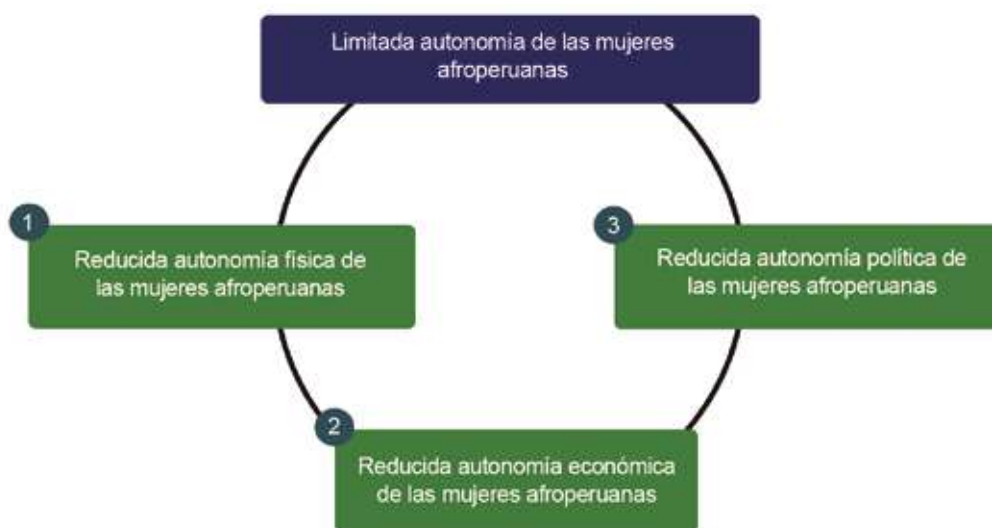 Limitada autonomía de las mujeres
afroperuanas
1
Reducida autonomía física de
las mujeres afroperuanas
3
Reducida autonomía política de
las mujeres afroperuanas
2
Reducida autonomía económica
de las mujeres afroperuanas